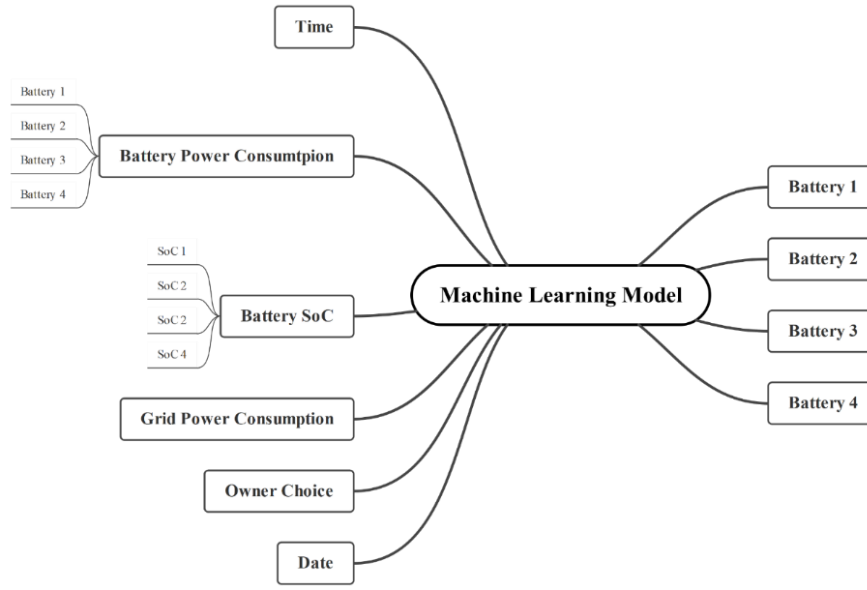 Time
Battery 1
Battery 2
Battery 3
Battery 4
Battery Power Consumtpion
SoC 1
SoC 2
SoC 2
SoC 4
Battery SoC
Grid Power Consumption
Owner Choice
Date
Machine Learning Model
Battery 1
Battery 2
Battery 3
Battery 4